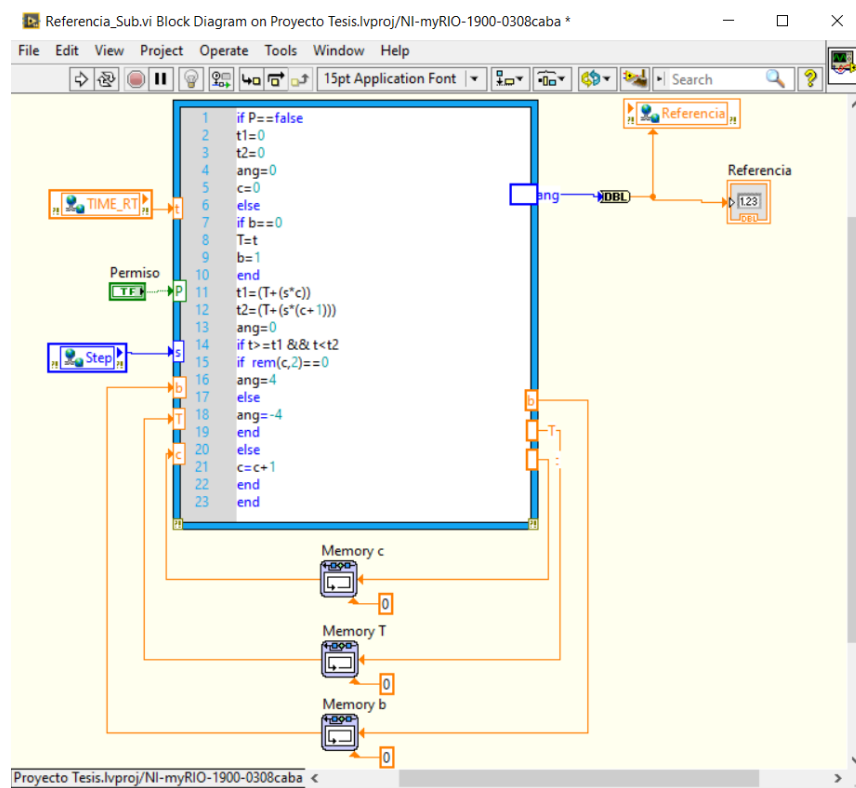 Referencia_Sub.vi Block Diagram on Proyecto Tesis.lvproj/NI-myRIO-1900-0308caba *
File Edit View Project Operate Tools Window Help
15pt Application Font
Search
1 if P==false
2 t1=0
3 t2=0
4 ang=0
5 c=0
6 else
7 if b==0
8 T=t
9 b=1
10 end
11 t1=(T+(s*c))
12 t2=(T+(s*(c+1)))
13 ang=0
14 if t>=t1 && t<t2
15 if rem(c,2)==0
16 ang=4
17 else
18 ang=-4
19 end
20 else
21 c=c+1
22 end
23 end
TIME_RT
t
Permiso
TF
P
Step
s
b
T
c
ang
DBL
Referencia
Referencia
1.23
DBL
b
T
Memory c
0
Memory T
0
Memory b
0
Proyecto Tesis.lvproj/NI-myRIO-1900-0308caba